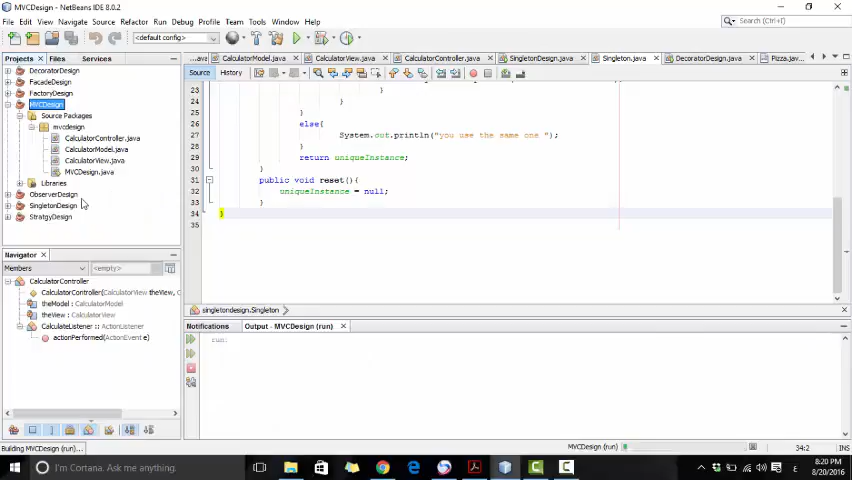 MVCDesign - NetBeans IDE 8.0.2
File Edit View Navigate Source Refactor Run Debug Profile Team Tools Window Help
Search (Ctrl+I)
<default config>
Projects Files Services
...java CalculatorModel.java CalculatorView.java CalculatorController.java SingletonDesign.java Singleton.java DecoratorDesign.java Pizza.java
Source History
DecoratorDesign
FacadeDesign
FactoryDesign
MVCDesign
Source Packages
mvcdesign
CalculatorController.java
CalculatorModel.java
CalculatorView.java
MVCDesign.java
Libraries
ObserverDesign
SingletonDesign
StratgyDesign
23 }
24 }
25 }
26 else{
27 System.out.println("you use the same one ");
28 }
29 return uniqueInstance;
30 }
31 public void reset(){
32 uniqueInstance = null;
33 }
34 }
35
Navigator
Members <empty>
CalculatorController
CalculatorController(CalculatorView theView, C
theModel : CalculatorModel
theView : CalculatorView
CalculateListener :: ActionListener
actionPerformed(ActionEvent e)
singletondesign.Singleton
Notifications Output - MVCDesign (run)
run:
Building MVCDesign (run)...
MVCDesign (run)
34:2
INS
I'm Cortana. Ask me anything.
8:20 PM
8/20/2016